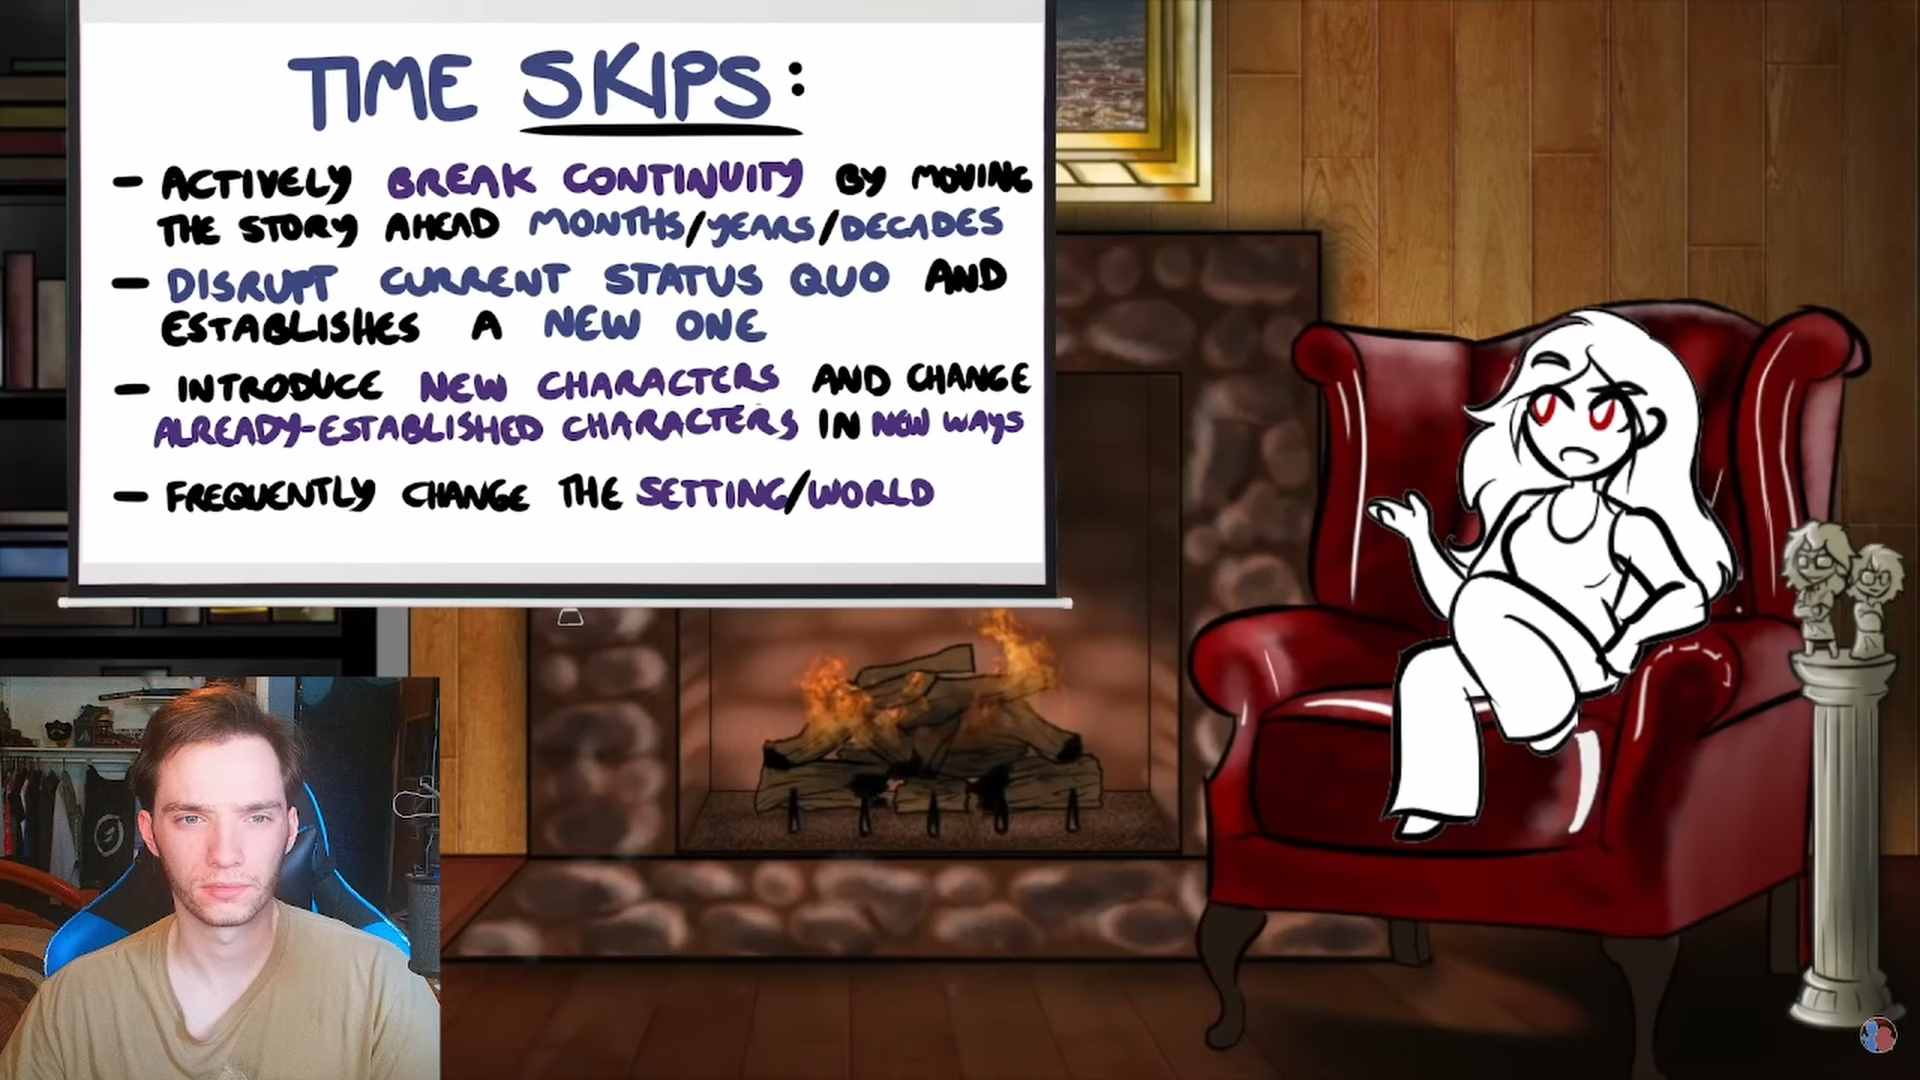 TIME SKIPS:
- ACTIVELY BREAK CONTINUITY BY MOVING
THE STORY AHEAD MONTHS/YEARS/DECADES
- DISRUPT CURRENT STATUS QUO AND
ESTABLISHES A NEW ONE
- INTRODUCE NEW CHARACTERS AND CHANGE
ALREADY-ESTABLISHED CHARACTERS IN NEW WAYS
- FREQUENTLY CHANGE THE SETTING/WORLD